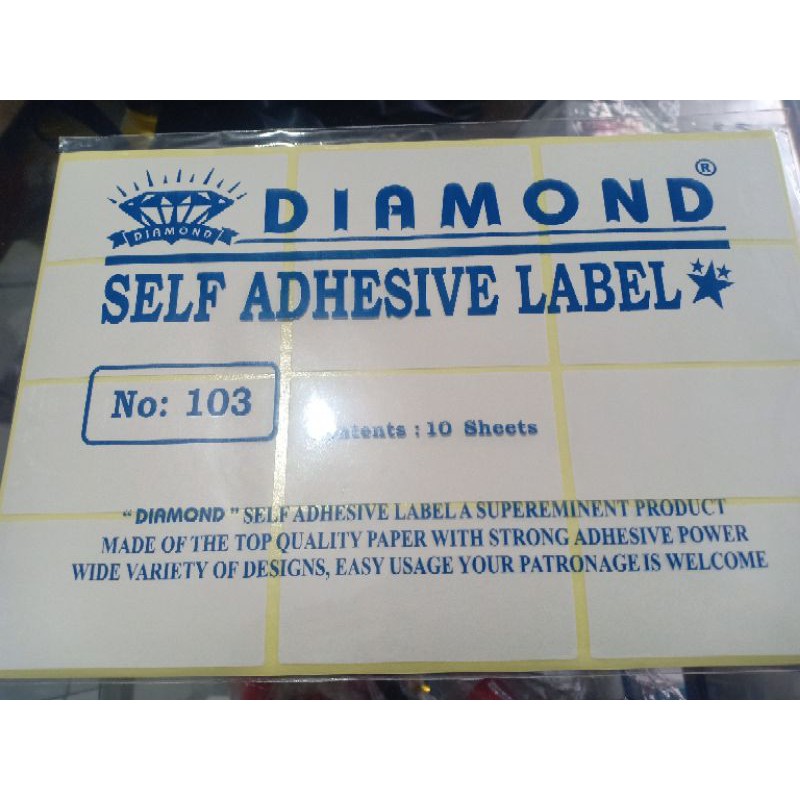 DIAMOND
DIAMOND ®
SELF ADHESIVE LABEL
No: 103
: 10 Sheets
"DIAMOND" SELF ADHESIVE LABEL A SUPEREMINENT PRODUCT
MADE OF THE TOP QUALITY PAPER WITH STRONG ADHESIVE POWER
WIDE VARIETY OF DESIGNS, EASY USAGE YOUR PATRONAGE IS WELCOME